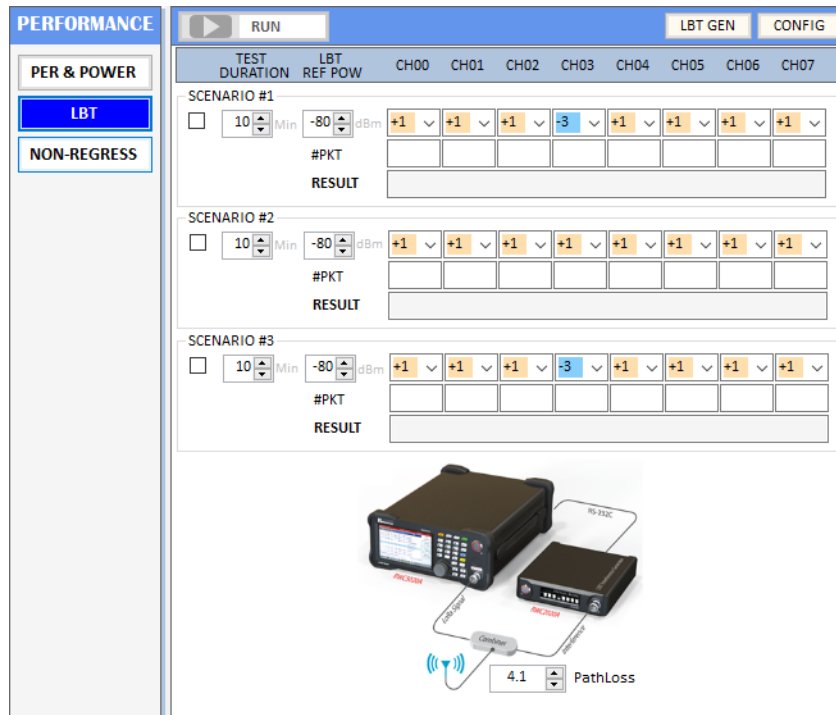 PERFORMANCE
PER & POWER
LBT
NON-REGRESS
RUN
LBT GEN
CONFIG
TEST DURATION LBT REF POW CH00 CH01 CH02 CH03 CH04 CH05 CH06 CH07
SCENARIO #1
10 Min -80 dBm +1 +1 +1 -3 +1 +1 +1 +1
#PKT
RESULT
SCENARIO #2
10 Min -80 dBm +1 +1 +1 +1 +1 +1 +1 +1
#PKT
RESULT
SCENARIO #3
10 Min -80 dBm +1 +1 +1 -3 +1 +1 +1 +1
#PKT
RESULT
RS-232C
LoRa Signal
Combiner
Interference
4.1 PathLoss